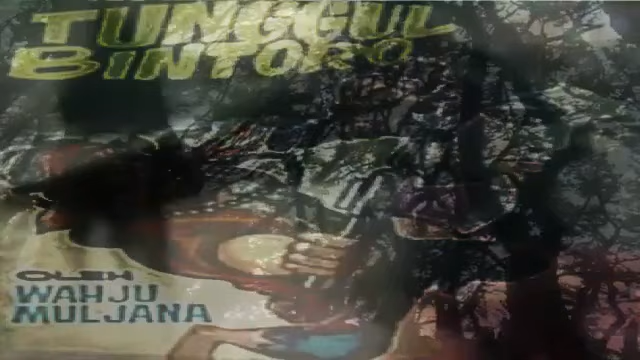 TUNGGUL
BINTORO
OLEH
WAHJU
MULJANA